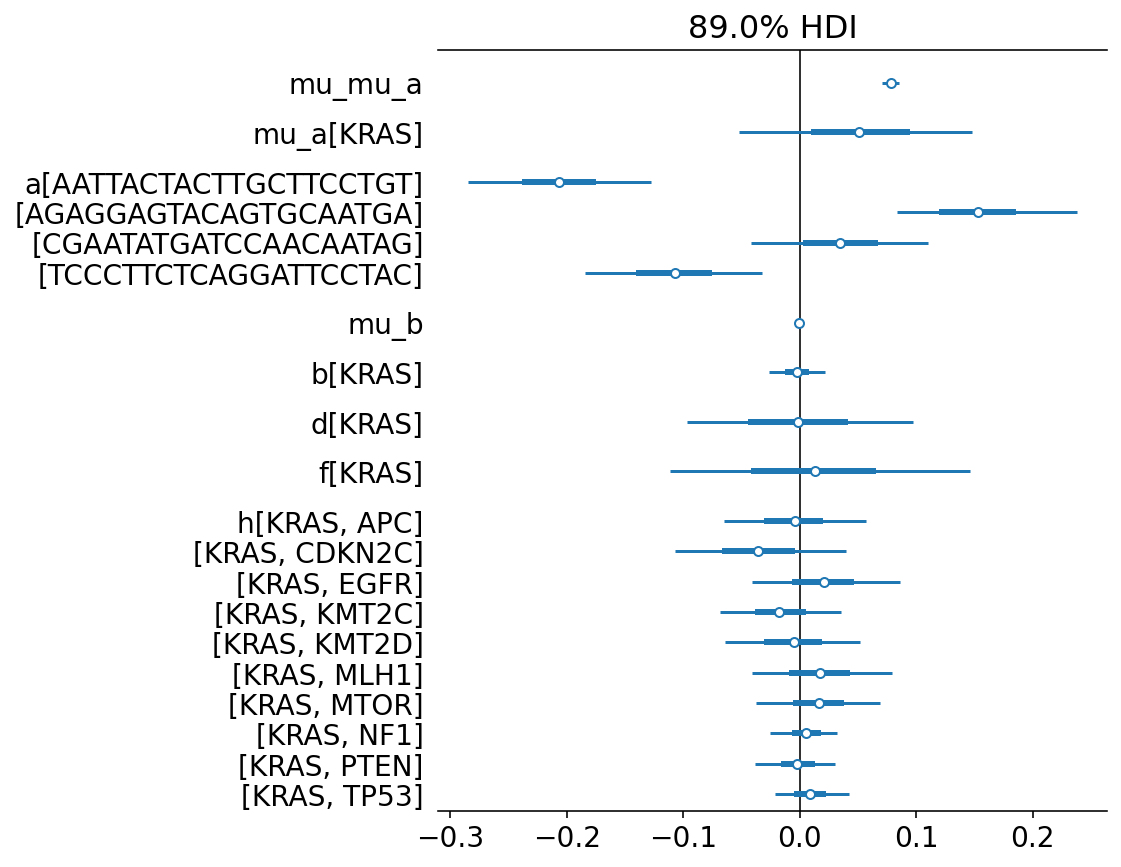 89.0% HDI
mu_mu_a
mu_a[KRAS]
a[AATTACTACTTGCTTCCTGT]
[AGAGGAGTACAGTGCAATGA]
[CGAATATGATCCAACAATAG]
[TCCCTTCTCAGGATTCCTAC]
mu_b
b[KRAS]
d[KRAS]
f[KRAS]
h[KRAS, APC]
[KRAS, CDKN2C]
[KRAS, EGFR]
[KRAS, KMT2C]
[KRAS, KMT2D]
[KRAS, MLH1]
[KRAS, MTOR]
[KRAS, NF1]
[KRAS, PTEN]
[KRAS, TP53]
−0.3 −0.2 −0.1 0.0 0.1 0.2